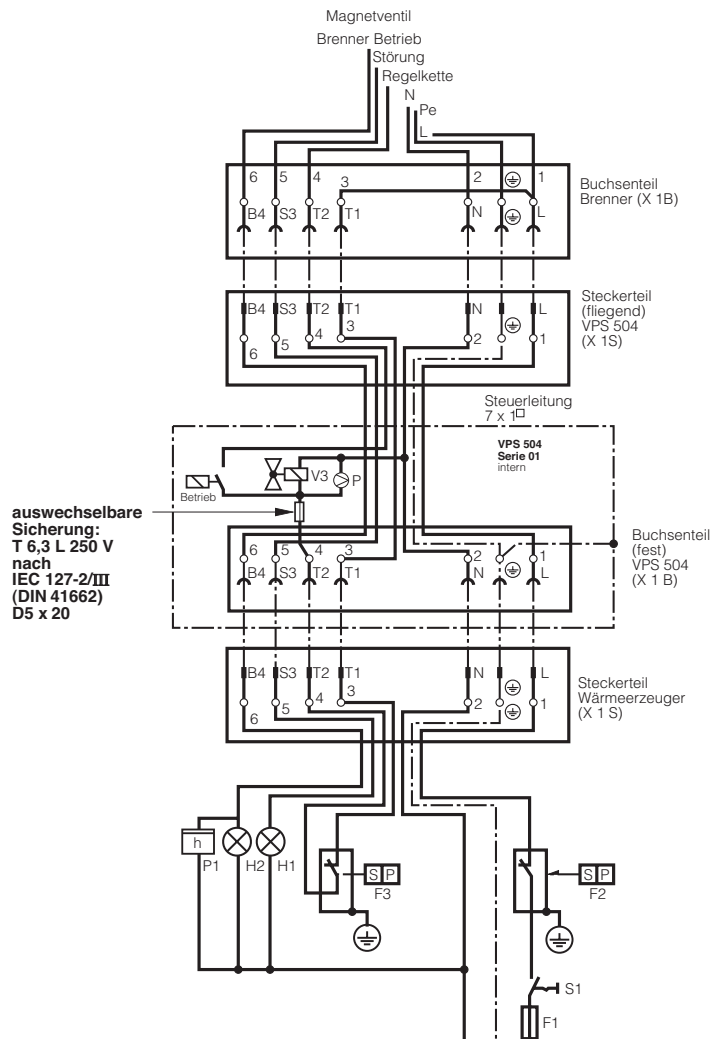 Magnetventil
Brenner Betrieb
Störung
Regelkette
N
Pe
L
6 5 4 3 2 1
B4 S3 T2 T1 N L
Buchsenteil
Brenner (X 1B)
B4 S3 T2 T1 N L
6 5 4 3 2 1
Steckerteil
(fliegend)
VPS 504
(X 1S)
Steuerleitung
7 x 1□
VPS 504
Serie 01
intern
Betrieb
V3
P
auswechselbare
Sicherung:
T 6,3 L 250 V
nach
IEC 127-2/III
(DIN 41662)
D5 x 20
6 5 4 3 2 1
B4 S3 T2 T1 N L
Buchsenteil
(fest)
VPS 504
(X 1 B)
B4 S3 T2 T1 N L
6 5 4 3 2 1
Steckerteil
Wärmeerzeuger
(X 1 S)
h
P1 H2 H1
S P
F3
S P
F2
S1
F1